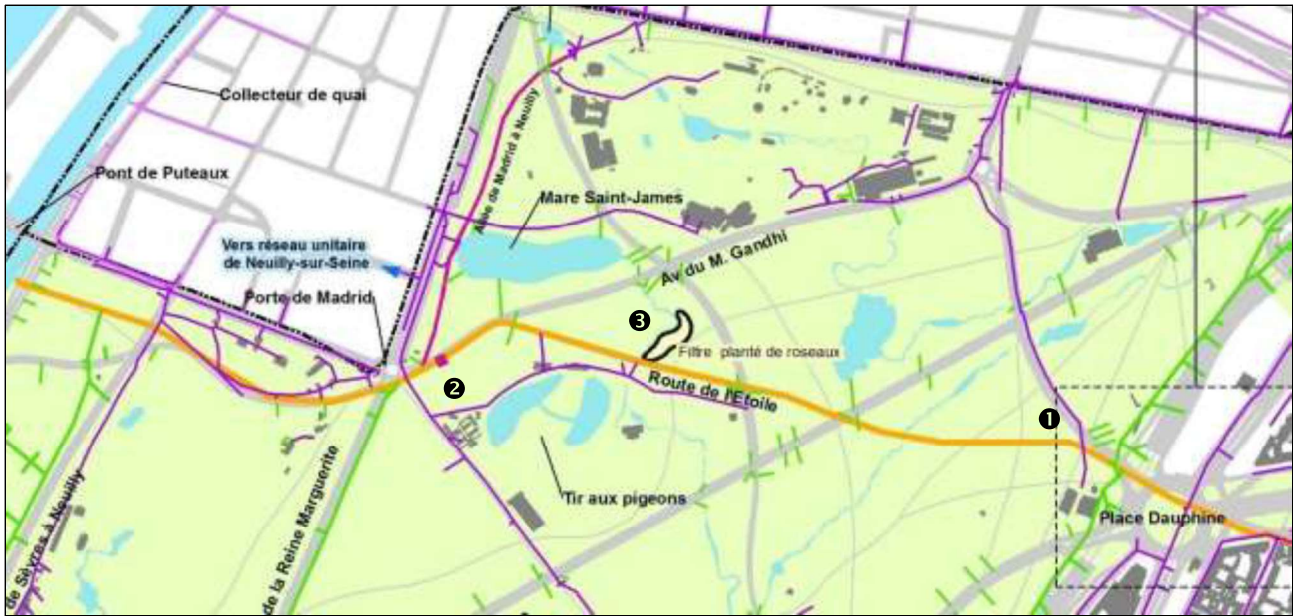 Collecteur de quai
Pont de Puteaux
Allée de Madrid à Neuilly
Mare Saint-James
Vers réseau unitaire
de Neuilly-sur-Seine
Av du M. Gandhi
Porte de Madrid
❸
Filtre planté de roseaux
❷
Route de l'Etoile
❶
Tir aux pigeons
Place Dauphine
de Sèvres à Neuilly
de la Reine Marguerite